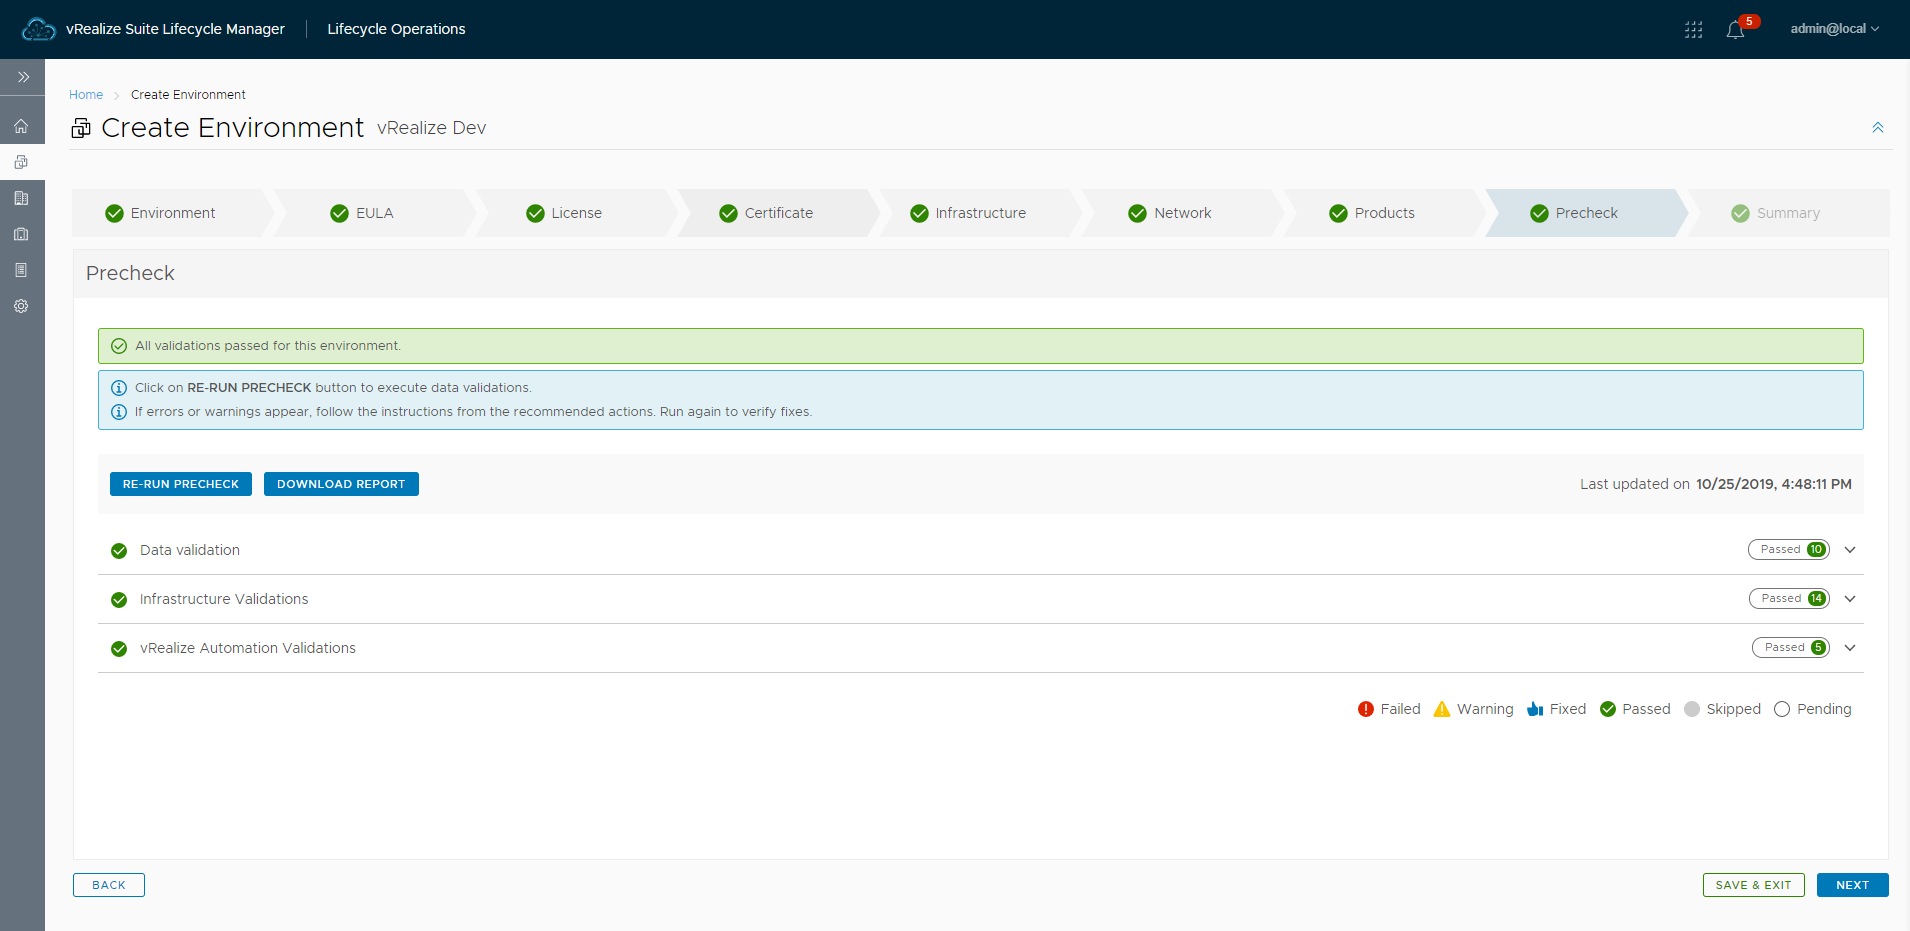 vRealize Suite Lifecycle Manager
Lifecycle Operations
5
admin@local
Home
Create Environment
Create Environment
vRealize Dev
Environment
EULA
License
Certificate
Infrastructure
Network
Products
Precheck
Summary
Precheck
All validations passed for this environment.
Click on RE-RUN PRECHECK button to execute data validations.
If errors or warnings appear, follow the instructions from the recommended actions. Run again to verify fixes.
RE-RUN PRECHECK
DOWNLOAD REPORT
Last updated on 10/25/2019, 4:48:11 PM
Data validation
Passed 10
Infrastructure Validations
Passed 14
vRealize Automation Validations
Passed 5
Failed
Warning
Fixed
Passed
Skipped
Pending
BACK
SAVE & EXIT
NEXT